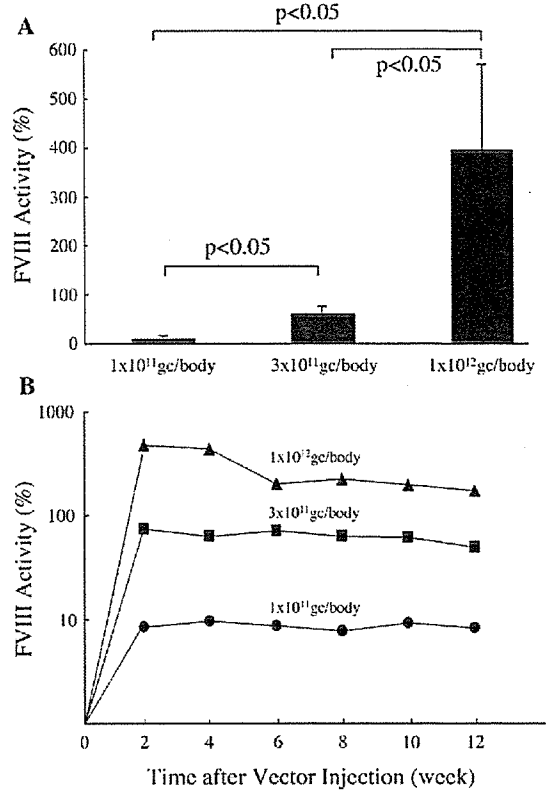 A
p<0.05
p<0.05
p<0.05
FVIII Activity (%)
600
500
400
300
200
100
0
1x10¹¹gc/body
3x10¹¹gc/body
1x10¹²gc/body
B
FVIII Activity (%)
1000
100
10
1x10¹²gc/body
3x10¹¹gc/body
1x10¹¹gc/body
0
2
4
6
8
10
12
Time after Vector Injection (week)